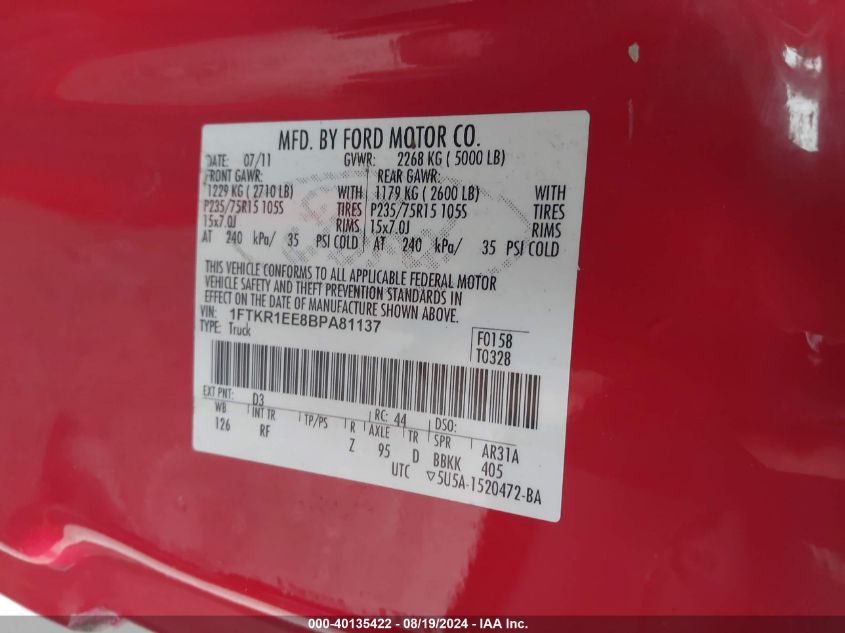 MFD. BY FORD MOTOR CO.
DATE: 07/11 GVWR: 2268 KG ( 5000 LB)
FRONT GAWR: REAR GAWR:
1229 KG ( 2710 LB) WITH 1179 KG ( 2600 LB) WITH
P235/75R15 105S TIRES P235/75R15 105S TIRES
15x7.0J RIMS 15x7.0J RIMS
AT 240 kPa/ 35 PSI COLD AT 240 kPa/ 35 PSI COLD
THIS VEHICLE CONFORMS TO ALL APPLICABLE FEDERAL MOTOR
VEHICLE SAFETY AND THEFT PREVENTION STANDARDS IN
EFFECT ON THE DATE OF MANUFACTURE SHOWN ABOVE.
VIN: 1FTKR1EE8BPA81137
TYPE: Truck
F0158
T0328
EXT PNT: D3 RC: 44 DSO:
WB INT TR TP/PS R AXLE TR SPR AR31A
126 RF Z 95 D BBKK 405
UTC ▽5U5A-1520472-BA
000-40135422 - 08/19/2024 - IAA Inc.